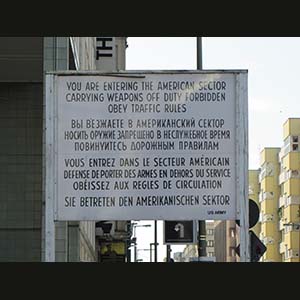 TH
YOU ARE ENTERING THE AMERICAN SECTOR
CARRYING WEAPONS OFF DUTY FORBIDDEN
OBEY TRAFFIC RULES
ВЫ ВЪЕЗЖАЕТЕ В АМЕРИКАНСКИЙ СЕКТОР
НОСИТЬ ОРУЖИЕ ЗАПРЕЩЕНО В НЕСЛУЖЕБНОЕ ВРЕМЯ
ПОВИНУЙТЕСЬ ДОРОЖНЫМ ПРАВИЛАМ
VOUS ENTREZ DANS LE SECTEUR AMÉRICAIN
DEFENSE DE PORTER DES ARMES EN DEHORS DU SERVICE
OBÉISSEZ AUX REGLES DE CIRCULATION
SIE BETRETEN DEN AMERIKANISCHEN SEKTOR
US ARMY